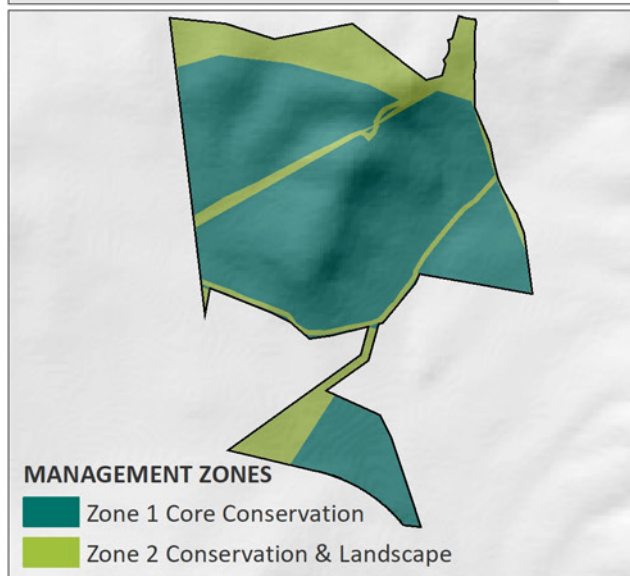 MANAGEMENT ZONES
Zone 1 Core Conservation
Zone 2 Conservation & Landscape